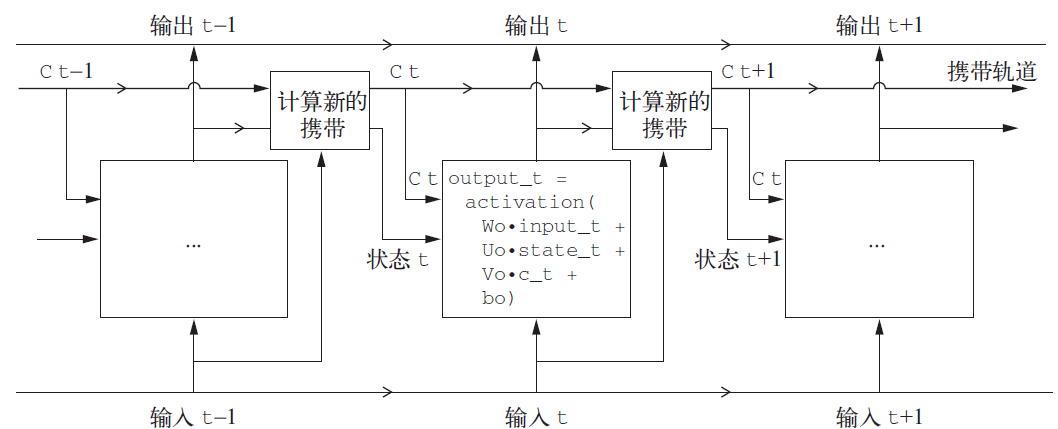 输出 t–1
输出 t
输出 t+1
C t–1
C t
C t+1
携带轨道
计算新的
携带
计算新的
携带
C t
output_t =
activation(
Wo•input_t +
Uo•state_t +
Vo•c_t +
bo)
C t
...
...
状态 t
状态 t+1
输入 t–1
输入 t
输入 t+1